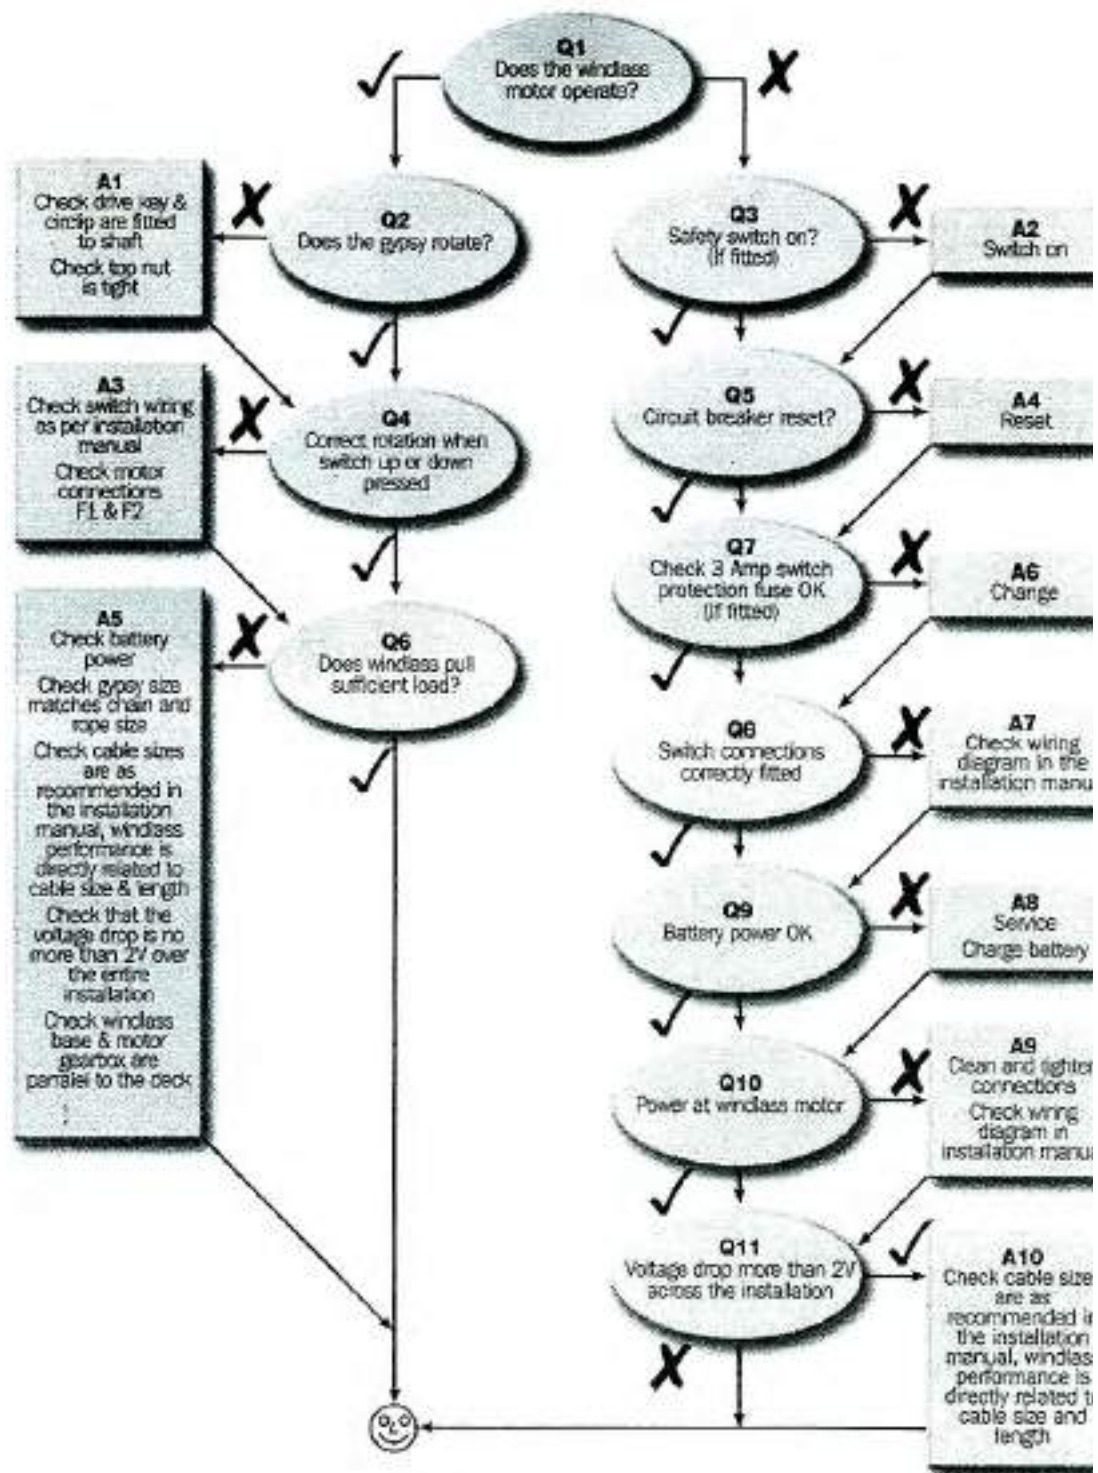 Q1
Does the windlass
motor operate?
A1
Check drive key &
circlip are fitted
to shaft
Check top nut
is tight
Q2
Does the gypsy rotate?
Q3
Safety switch on?
(if fitted)
A2
Switch on
A3
Check switch wiring
as per installation
manual
Check motor
connections
F1 & F2
Q4
Correct rotation when
switch up or down
pressed
Q5
Circuit breaker reset?
A4
Reset
Q7
Check 3 Amp switch
protection fuse OK
(if fitted)
A6
Change
A5
Check battery
power
Check gypsy size
matches chain and
rope size
Check cable sizes
are as
recommended in
the installation
manual, windlass
performance is
directly related to
cable size & length
Check that the
voltage drop is no
more than 2V over
the entire
installation
Check windlass
base & motor
gearbox are
parralel to the deck
Q6
Does windlass pull
sufficient load?
Q8
Switch connections
correctly fitted
A7
Check wiring
diagram in the
installation manu
Q9
Battery power OK
A8
Service
Charge battery
Q10
Power at windlass motor
A9
Clean and tighten
connections
Check wiring
diagram in
installation manua
Q11
Voltage drop more than 2V
across the installation
A10
Check cable size
are as
recommended in
the installation
manual, windlass
performance is
directly related t
cable size and
length